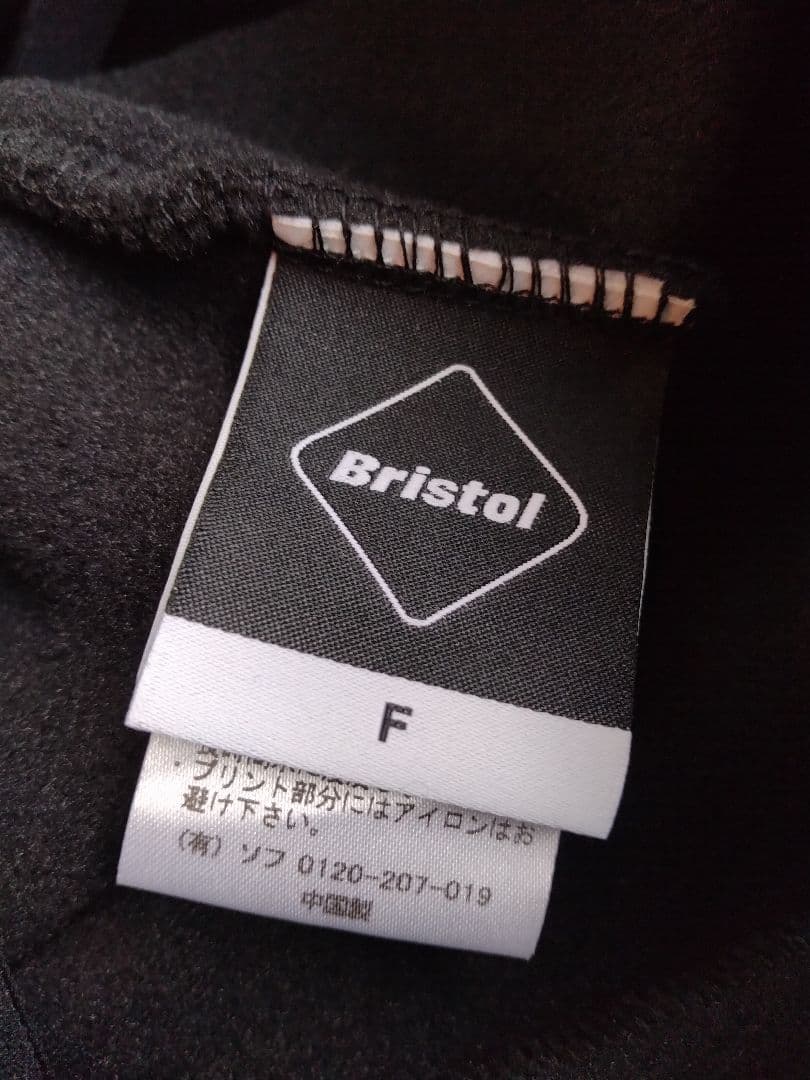 Bristol
F
・プリント部分にはアイロンはお
避け下さい。
(有) ソフ 0120-207-019
中国製